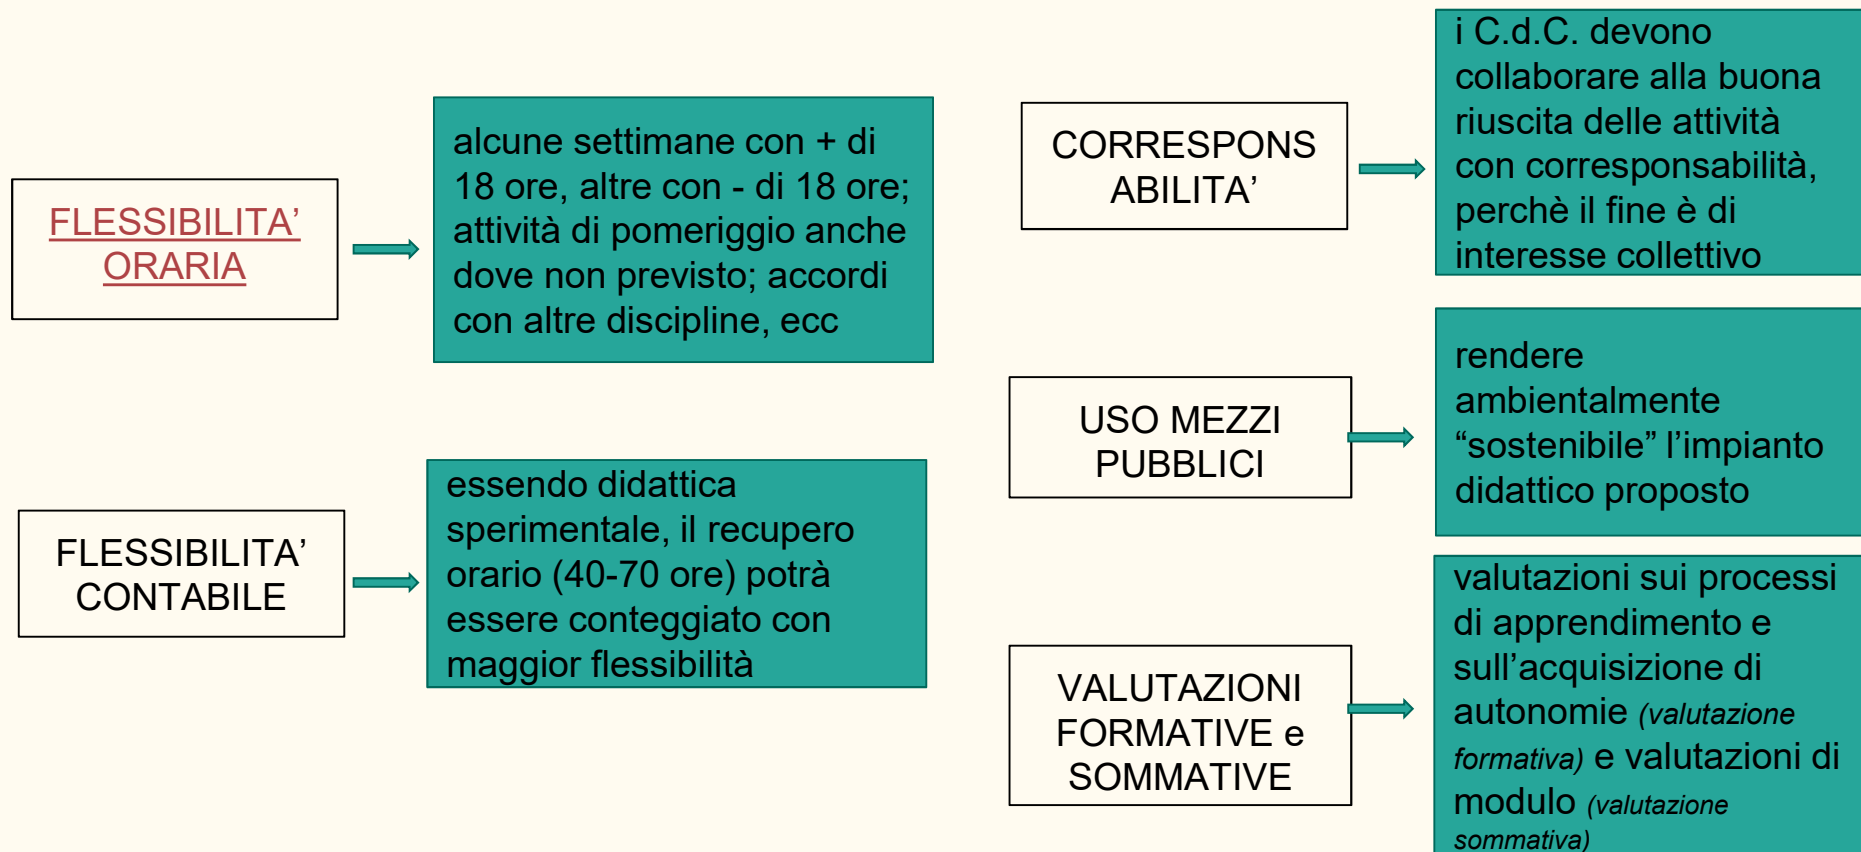 FLESSIBILITA’
ORARIA
alcune settimane con + di
18 ore, altre con - di 18 ore;
attività di pomeriggio anche
dove non previsto; accordi
con altre discipline, ecc
FLESSIBILITA’
CONTABILE
essendo didattica
sperimentale, il recupero
orario (40-70 ore) potrà
essere conteggiato con
maggior flessibilità
CORRESPONS
ABILITA’
i C.d.C. devono
collaborare alla buona
riuscita delle attività
con corresponsabilità,
perchè il fine è di
interesse collettivo
USO MEZZI
PUBBLICI
rendere
ambientalmente
“sostenibile” l’impianto
didattico proposto
VALUTAZIONI
FORMATIVE e
SOMMATIVE
valutazioni sui processi
di apprendimento e
sull’acquisizione di
autonomie (valutazione
formativa) e valutazioni di
modulo (valutazione
sommativa)